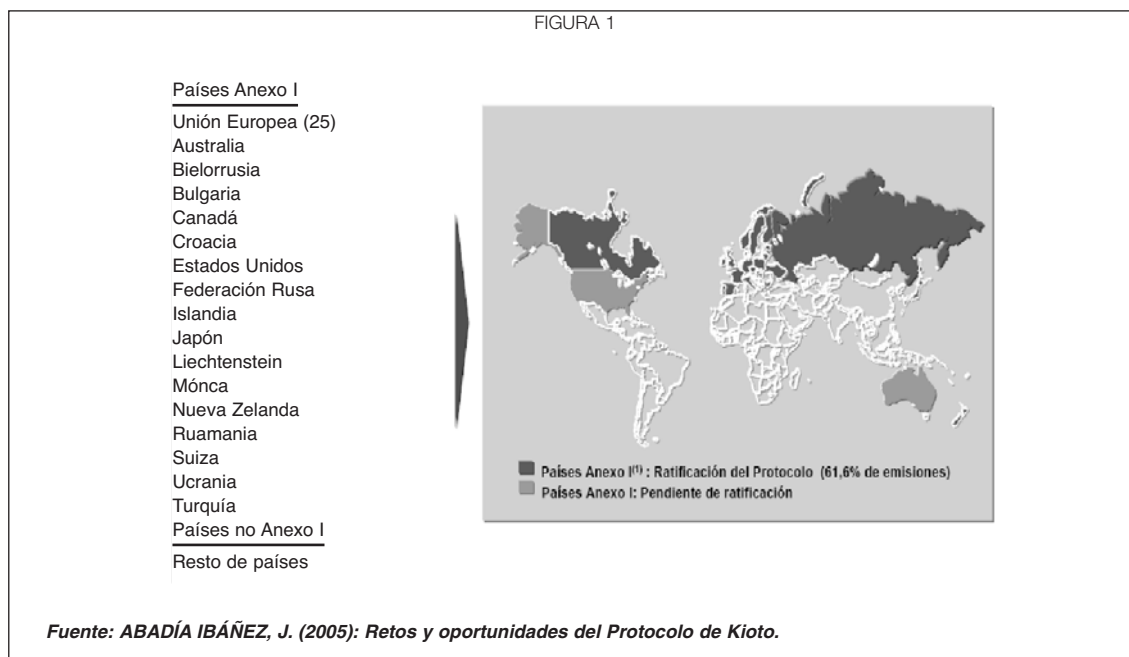 FIGURA 1
Países Anexo I
Unión Europea (25)
Australia
Bielorrusia
Bulgaria
Canadá
Croacia
Estados Unidos
Federación Rusa
Islandia
Japón
Liechtenstein
Mónca
Nueva Zelanda
Ruamania
Suiza
Ucrania
Turquía
Países no Anexo I
Resto de países
Países Anexo I(1) : Ratificación del Protocolo (61,6% de emisiones)
Países Anexo I: Pendiente de ratificación
Fuente: ABADÍA IBÁÑEZ, J. (2005): Retos y oportunidades del Protocolo de Kioto.